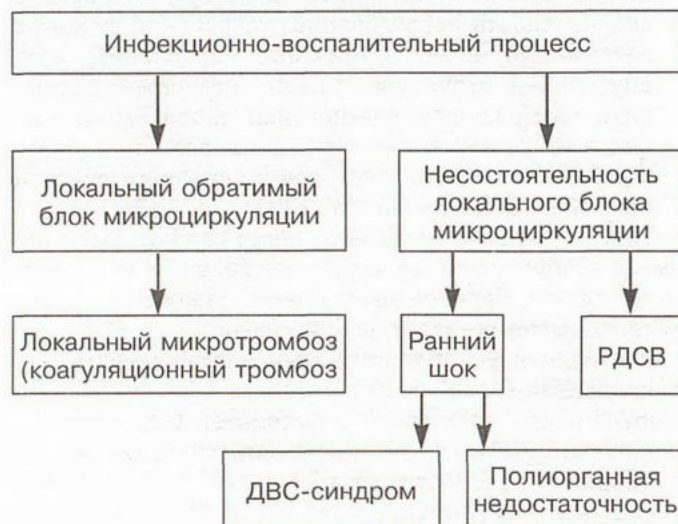 Инфекционно-воспалительный процесс
Локальный обратимый
блок микроциркуляции
Несостоятельность
локального блока
микроциркуляции
Локальный микротромбоз
(коагуляционный тромбоз
Ранний
шок
РДСВ
ДВС-синдром
Полиорганная
недостаточность